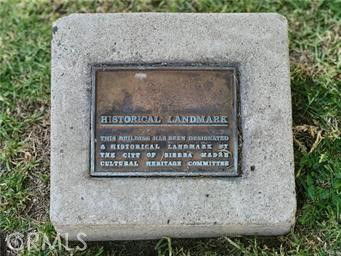 HISTORICAL LANDMARK
THIS BUILDING HAS BEEN DESIGNATED
A HISTORICAL LANDMARK BY
THE CITY OF SIERRA MADRE
CULTURAL HERITAGE COMMITTEE
CRMLS